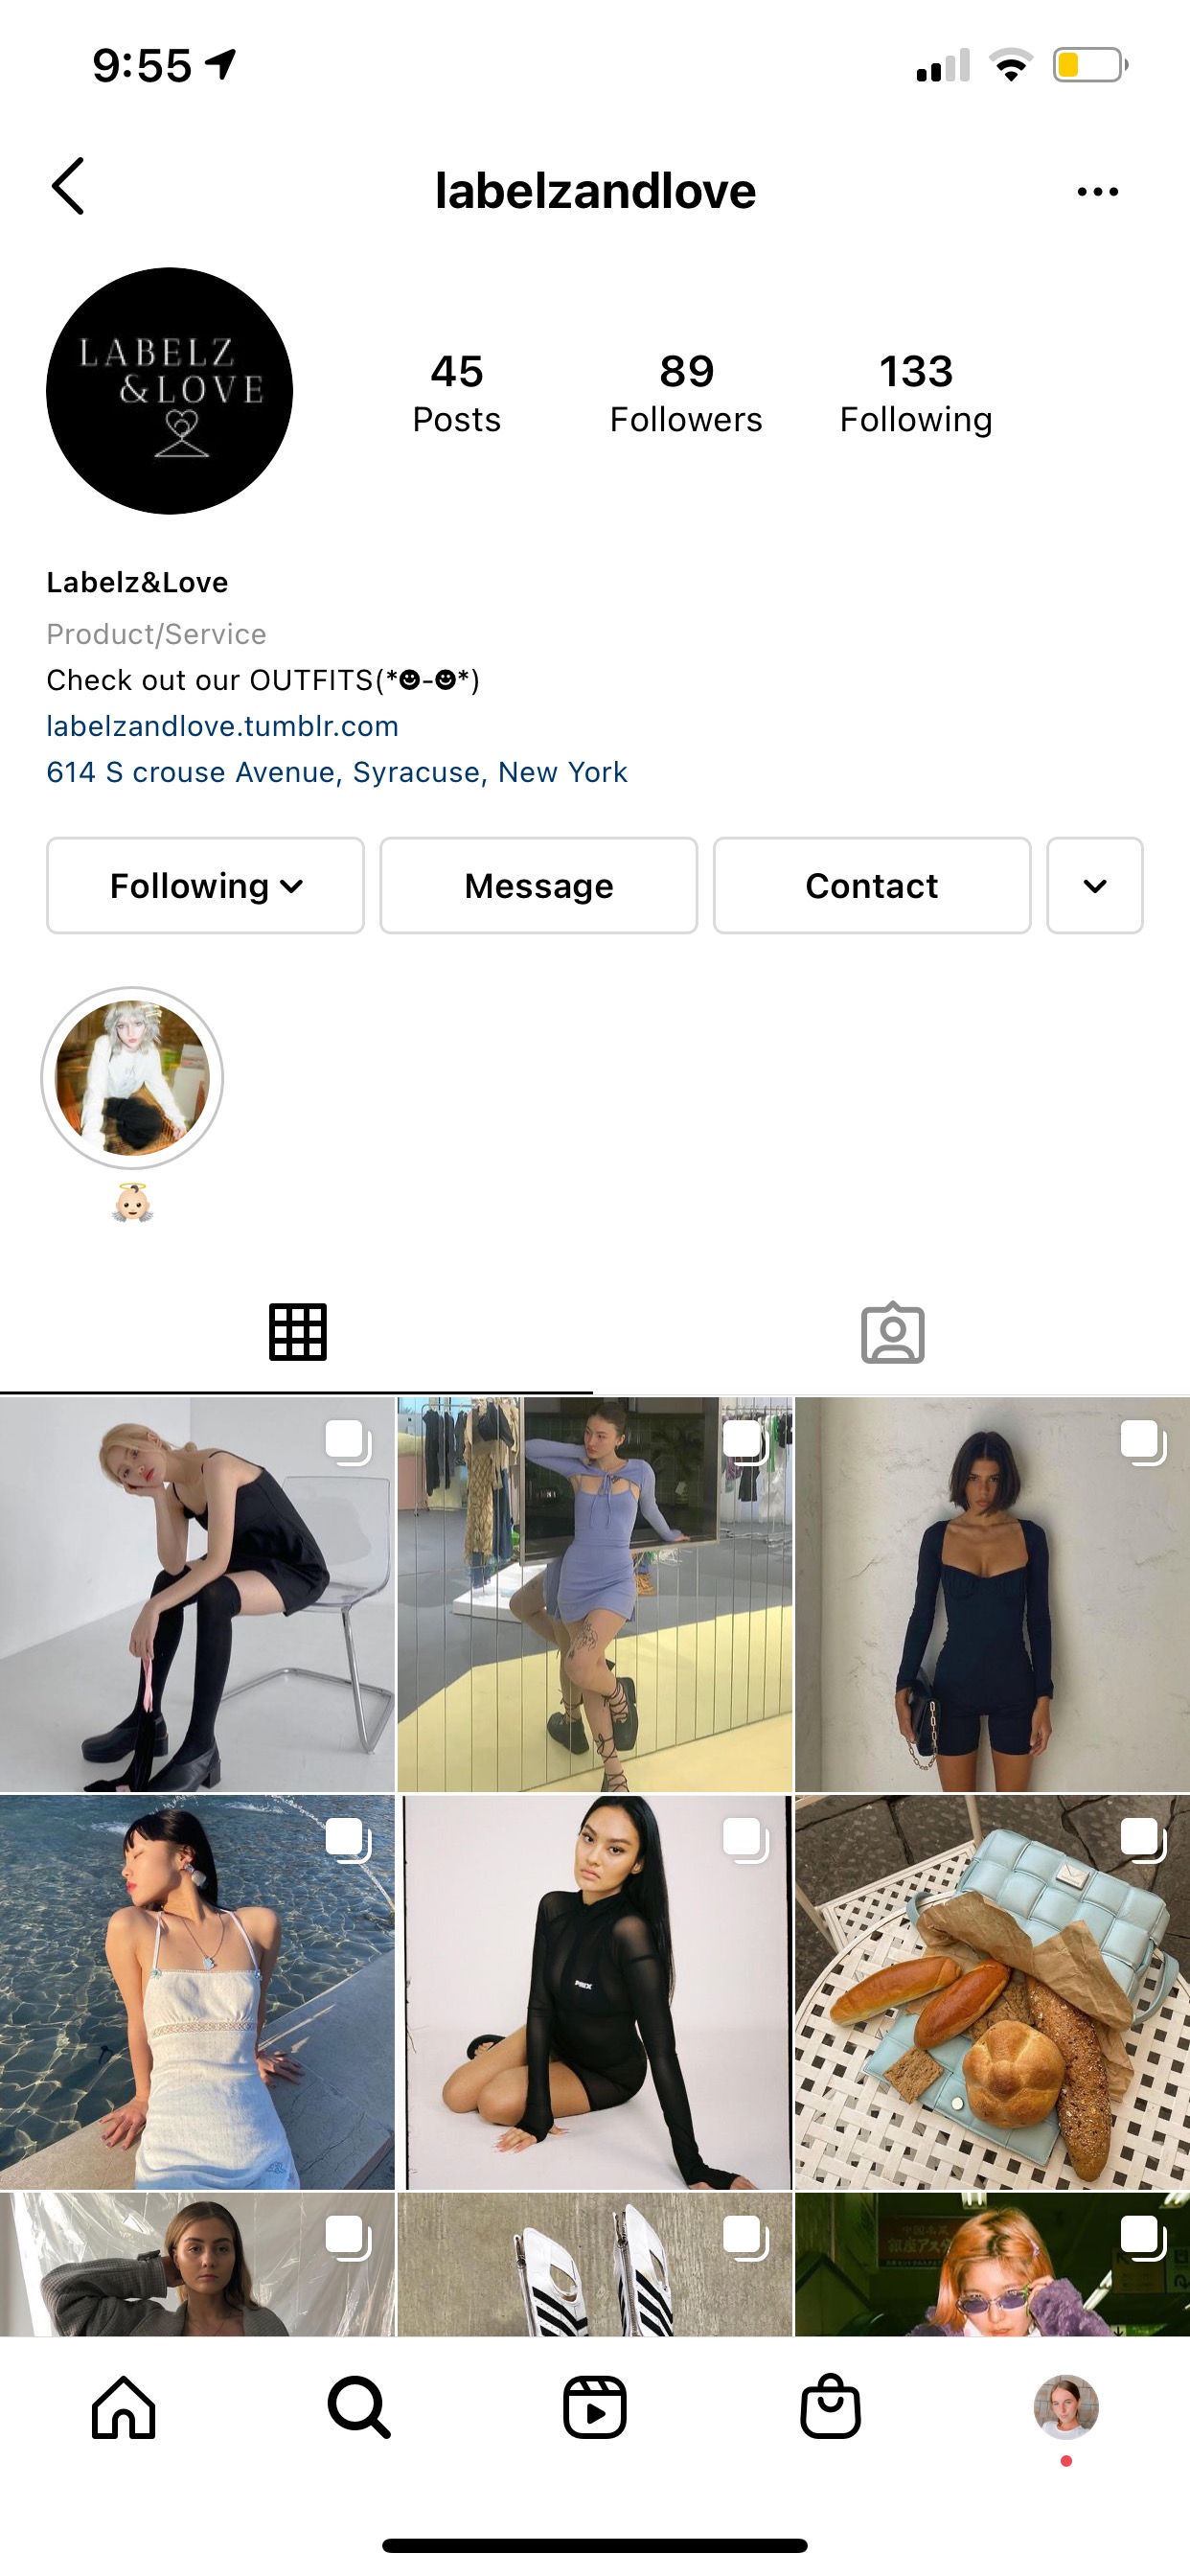 9:55
labelzandlove
LABELZ
&LOVE
45
Posts
89
Followers
133
Following
Labelz&Love
Product/Service
Check out our OUTFITS(*☻-☻*)
labelzandlove.tumblr.com
614 S crouse Avenue, Syracuse, New York
Following
Message
Contact